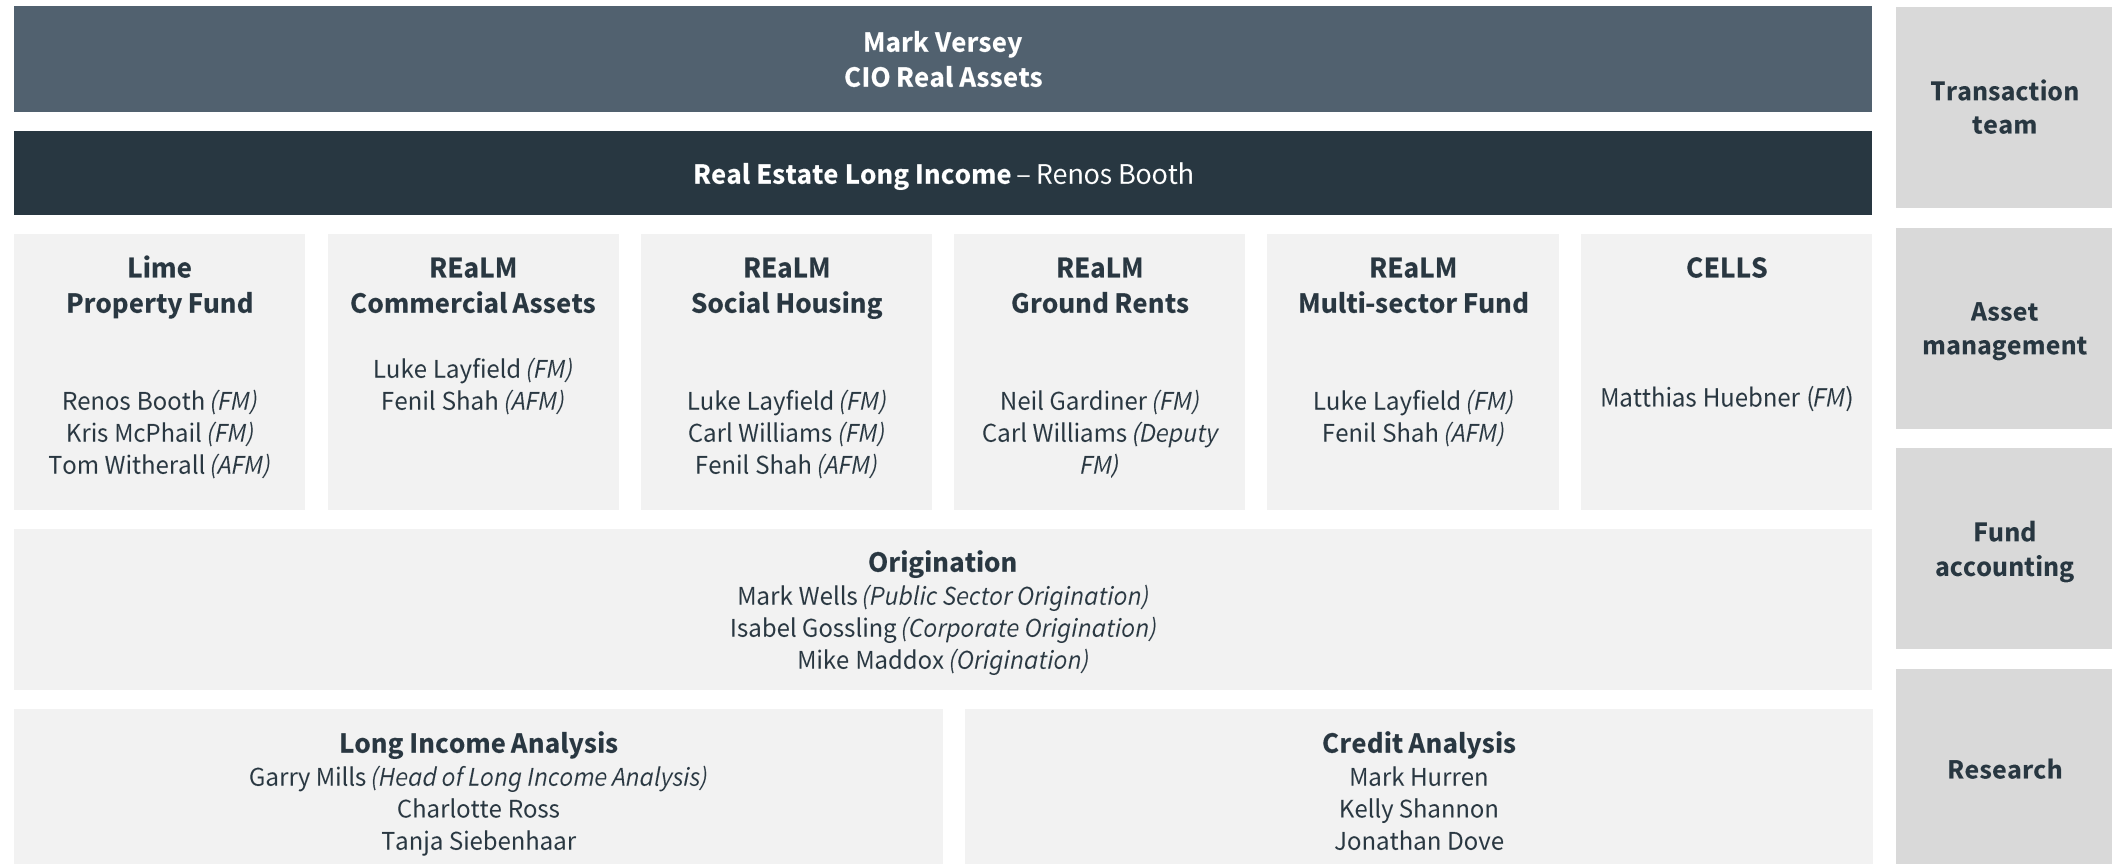 Mark Versey
CIO Real Assets
Real Estate Long Income – Renos Booth
Lime
Property Fund
Renos Booth (FM)
Kris McPhail (FM)
Tom Witherall (AFM)
REaLM
Commercial Assets
Luke Layfield (FM)
Fenil Shah (AFM)
REaLM
Social Housing
Luke Layfield (FM)
Carl Williams (FM)
Fenil Shah (AFM)
REaLM
Ground Rents
Neil Gardiner (FM)
Carl Williams (Deputy
FM)
REaLM
Multi-sector Fund
Luke Layfield (FM)
Fenil Shah (AFM)
CELLS
Matthias Huebner (FM)
Origination
Mark Wells (Public Sector Origination)
Isabel Gossling (Corporate Origination)
Mike Maddox (Origination)
Long Income Analysis
Garry Mills (Head of Long Income Analysis)
Charlotte Ross
Tanja Siebenhaar
Credit Analysis
Mark Hurren
Kelly Shannon
Jonathan Dove
Transaction
team
Asset
management
Fund
accounting
Research